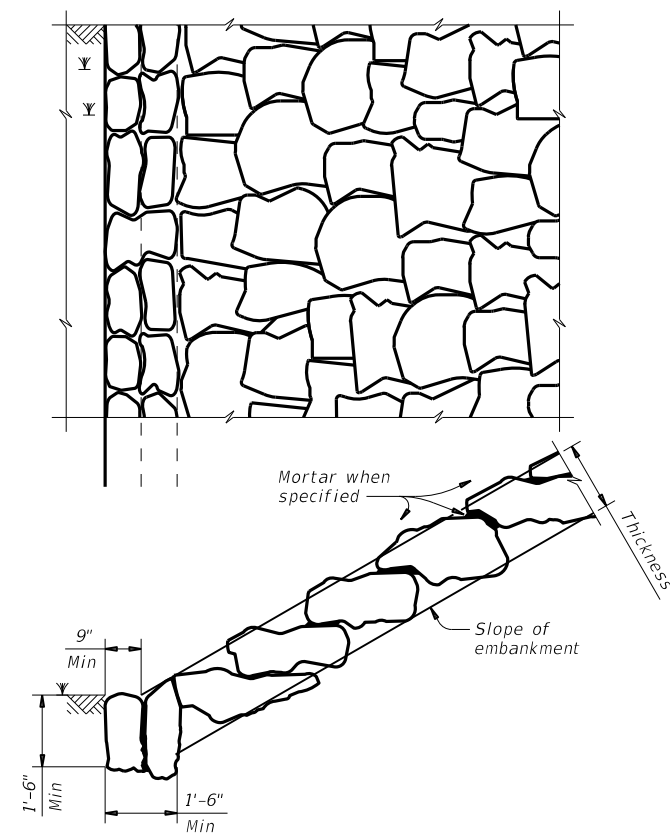 Mortar when
specified
Thickness
Slope of
embankment
9"
Min
1'-6"
Min
1'-6"
Min